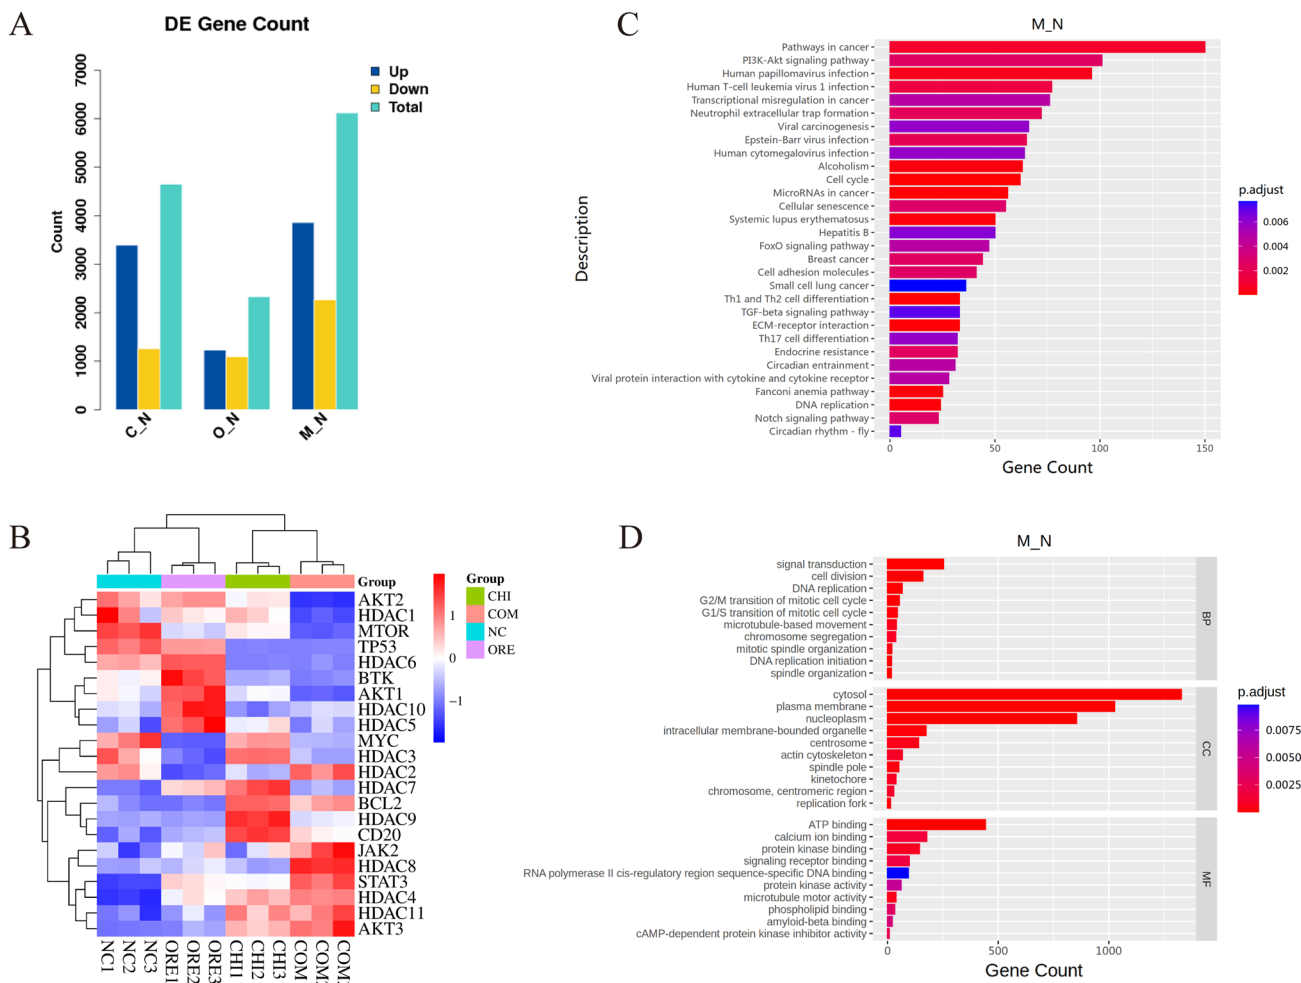 A
DE Gene Count
Up
Down
Total
Count
7000
6000
5000
4000
3000
2000
1000
0
C_N
O_N
M_N
C
M_N
Description
Pathways in cancer
PI3K-Akt signaling pathway
Human papillomavirus infection
Human T-cell leukemia virus 1 infection
Transcriptional misregulation in cancer
Neutrophil extracellular trap formation
Viral carcinogenesis
Epstein-Barr virus infection
Human cytomegalovirus infection
Alcoholism
Cell cycle
MicroRNAs in cancer
Cellular senescence
Systemic lupus erythematosus
Hepatitis B
FoxO signaling pathway
Breast cancer
Cell adhesion molecules
Small cell lung cancer
Th1 and Th2 cell differentiation
TGF-beta signaling pathway
ECM-receptor interaction
Th17 cell differentiation
Endocrine resistance
Circadian entrainment
Viral protein interaction with cytokine and cytokine receptor
Fanconi anemia pathway
DNA replication
Notch signaling pathway
Circadian rhythm - fly
0 50 100 150
Gene Count
p.adjust
0.006
0.004
0.002
B
Group
AKT2
HDAC1
MTOR
TP53
HDAC6
BTK
AKT1
HDAC10
HDAC5
MYC
HDAC3
HDAC2
HDAC7
BCL2
HDAC9
CD20
JAK2
HDAC8
STAT3
HDAC4
HDAC11
AKT3
1
0
−1
Group
CHI
COM
NC
ORE
NC1
NC2
NC3
ORE1
ORE2
ORE3
CHI1
CHI2
CHI3
COM
COM
COM
D
M_N
signal transduction
cell division
DNA replication
G2/M transition of mitotic cell cycle
G1/S transition of mitotic cell cycle
microtubule-based movement
chromosome segregation
mitotic spindle organization
DNA replication initiation
spindle organization
BP
cytosol
plasma membrane
nucleoplasm
intracellular membrane-bounded organelle
centrosome
actin cytoskeleton
spindle pole
kinetochore
chromosome, centromeric region
replication fork
CC
ATP binding
calcium ion binding
protein kinase binding
signaling receptor binding
RNA polymerase II cis-regulatory region sequence-specific DNA binding
protein kinase activity
microtubule motor activity
phospholipid binding
amyloid-beta binding
cAMP-dependent protein kinase inhibitor activity
MF
0 500 1000
Gene Count
p.adjust
0.0075
0.0050
0.0025